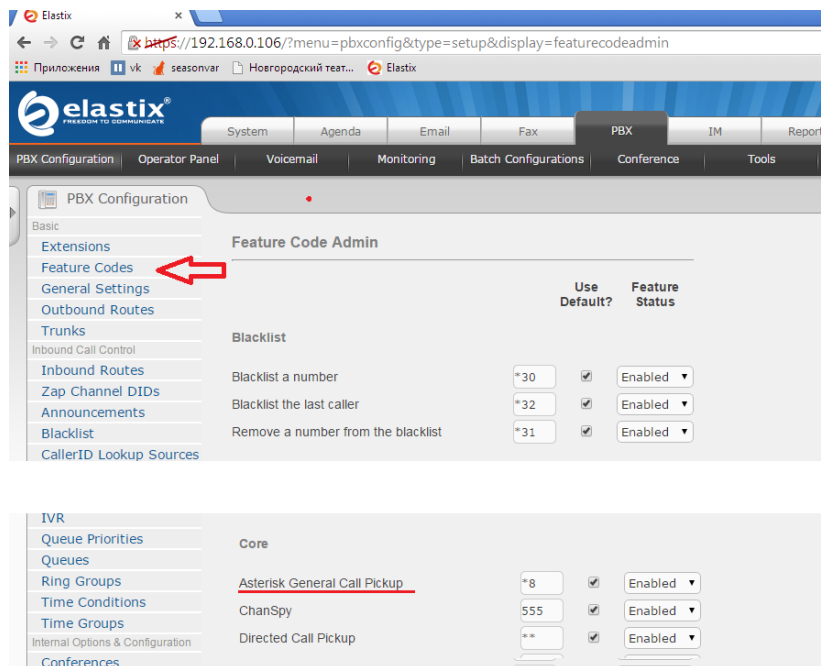 Elastix
https://192.168.0.106/?menu=pbxconfig&type=setup&display=featurecodeadmin
Приложения vk seasonvar Новгородский теат... Elastix
elastix®
FREEDOM TO COMMUNICATE
System Agenda Email Fax PBX IM Report
PBX Configuration Operator Panel Voicemail Monitoring Batch Configurations Conference Tools
PBX Configuration
Basic
Extensions
Feature Codes
General Settings
Outbound Routes
Trunks
Inbound Call Control
Inbound Routes
Zap Channel DIDs
Announcements
Blacklist
CallerID Lookup Sources
Feature Code Admin
Use Default? Feature Status
Blacklist
Blacklist a number *30 Enabled
Blacklist the last caller *32 Enabled
Remove a number from the blacklist *31 Enabled
IVR
Queue Priorities
Queues
Ring Groups
Time Conditions
Time Groups
Internal Options & Configuration
Conferences
Core
Asterisk General Call Pickup *8 Enabled
ChanSpy 555 Enabled
Directed Call Pickup ** Enabled